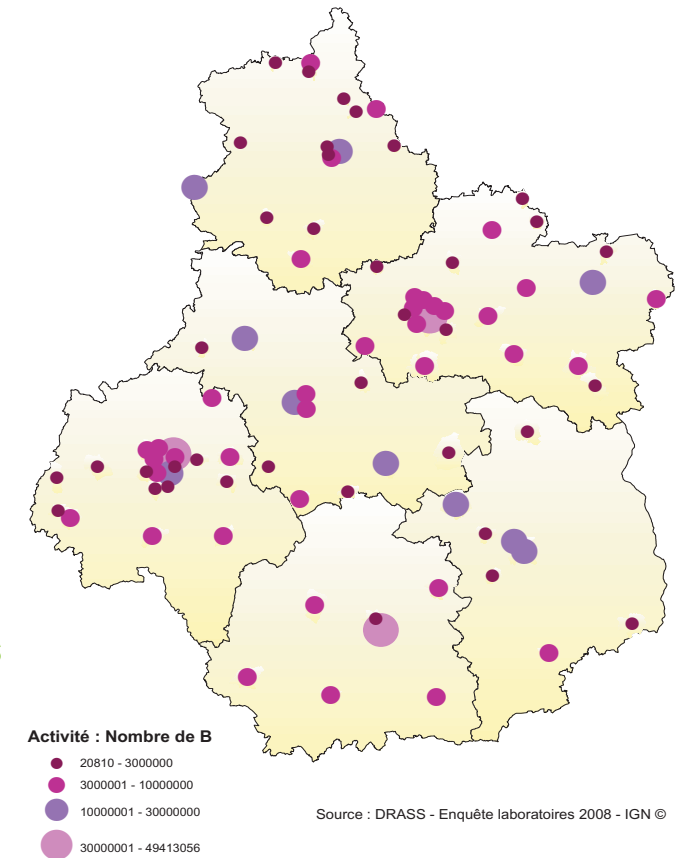 Activité : Nombre de B
20810 - 3000000
3000001 - 10000000
10000001 - 30000000
30000001 - 49413056
Source : DRASS - Enquête laboratoires 2008 - IGN ©